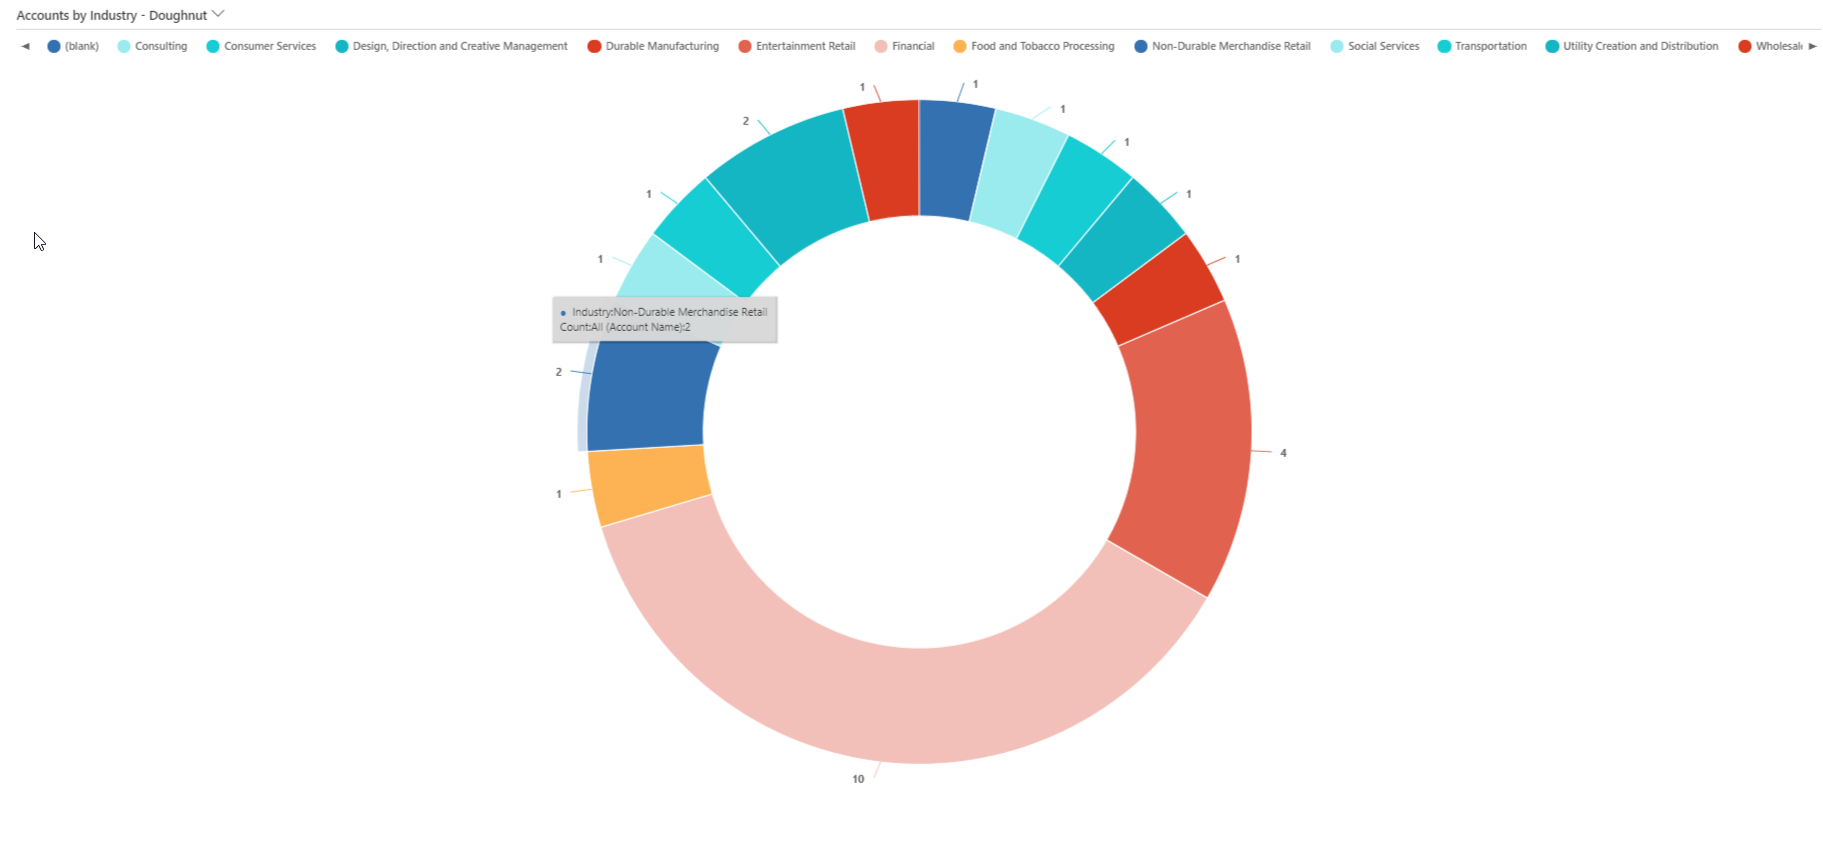 Accounts by Industry - Doughnut
(blank) Consulting Consumer Services Design, Direction and Creative Management Durable Manufacturing Entertainment Retail Financial Food and Tobacco Processing Non-Durable Merchandise Retail Social Services Transportation Utility Creation and Distribution Wholesal
1 1
2 1
1
1 1
1 1
Industry:Non-Durable Merchandise Retail
Count:All (Account Name):2
2
4
1
10